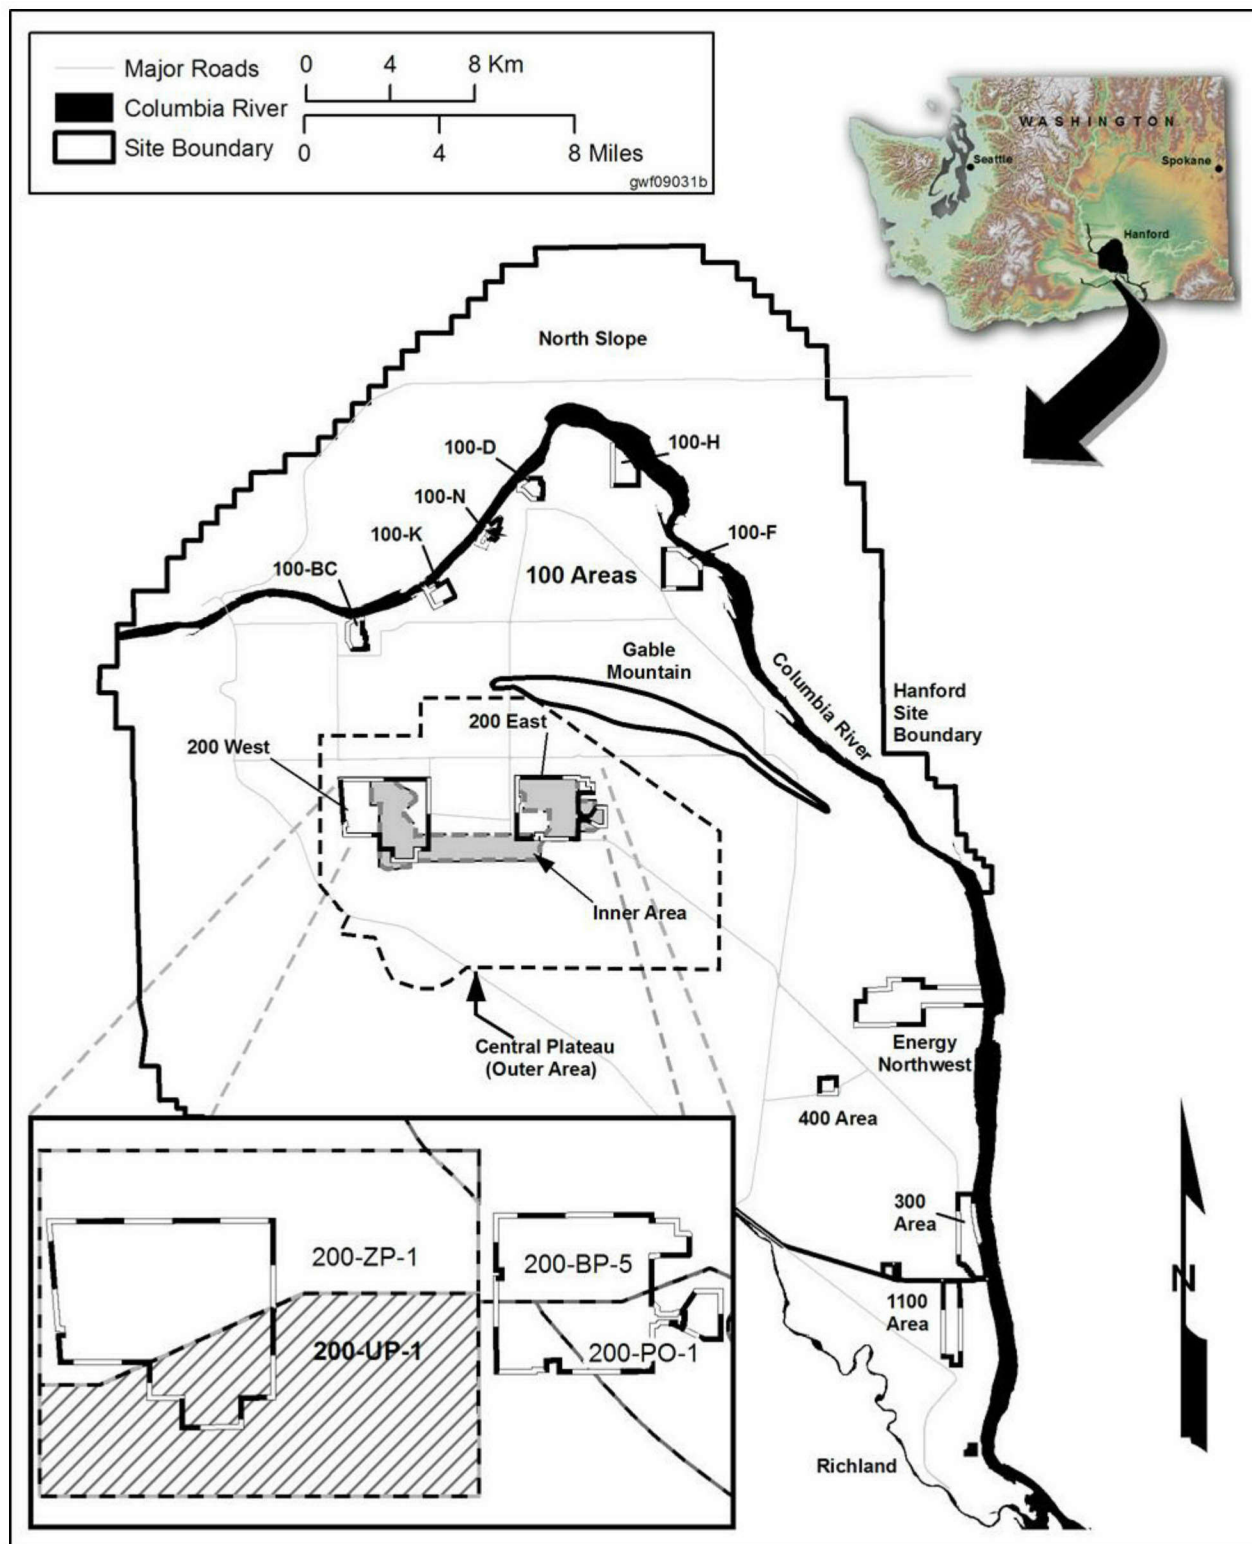 Major Roads
0 4 8 Km
Columbia River
Site Boundary
0 4 8 Miles
gwf09031b
WASHINGTON
Seattle
Spokane
Hanford
North Slope
100-D
100-H
100-N
100-K
100-F
100-BC
100 Areas
Gable
Mountain
Columbia River
Hanford
Site
Boundary
200 East
200 West
Inner Area
Central Plateau
(Outer Area)
Energy
Northwest
400 Area
300
Area
1100
Area
Richland
N
200-ZP-1
200-BP-5
200-UP-1
200-PO-1